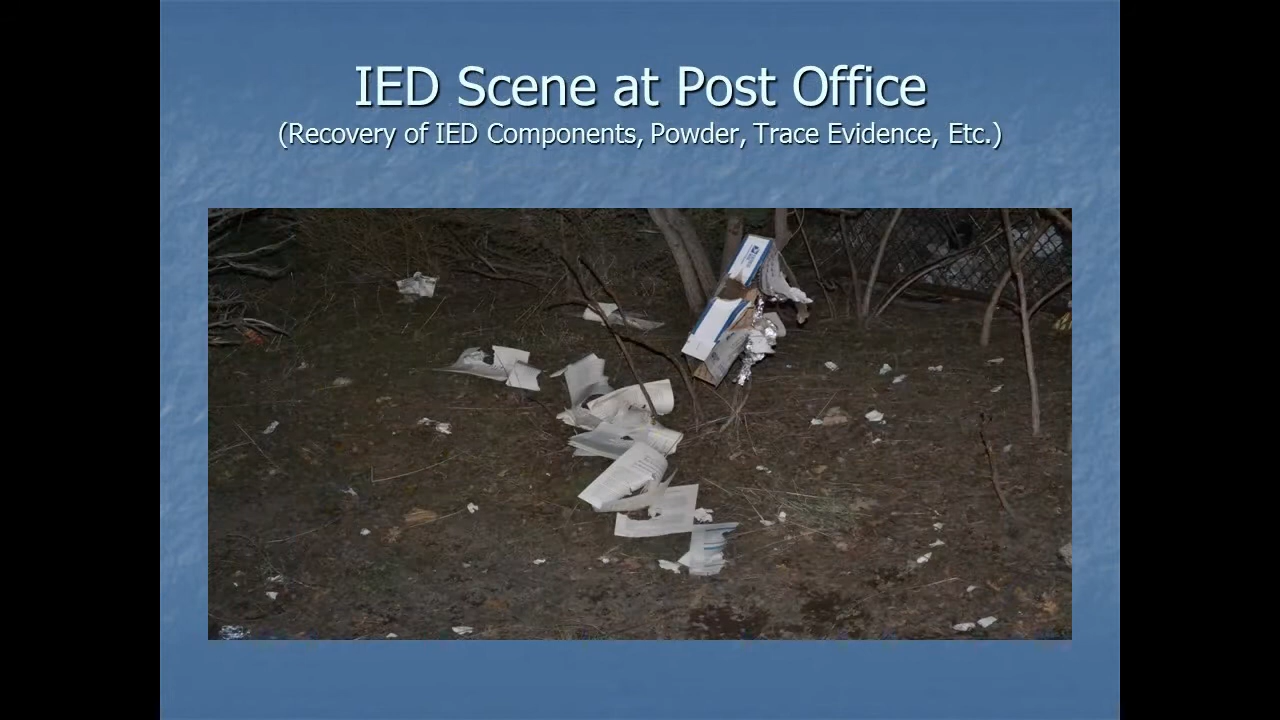 IED Scene at Post Office
(Recovery of IED Components, Powder, Trace Evidence, Etc.)